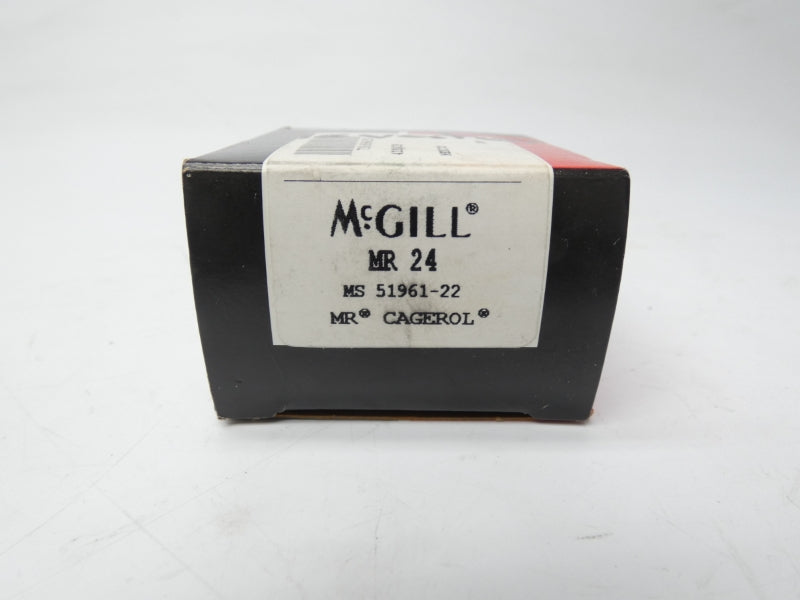 McGILL®
MR 24
MS 51961-22
MR® CAGEROL®